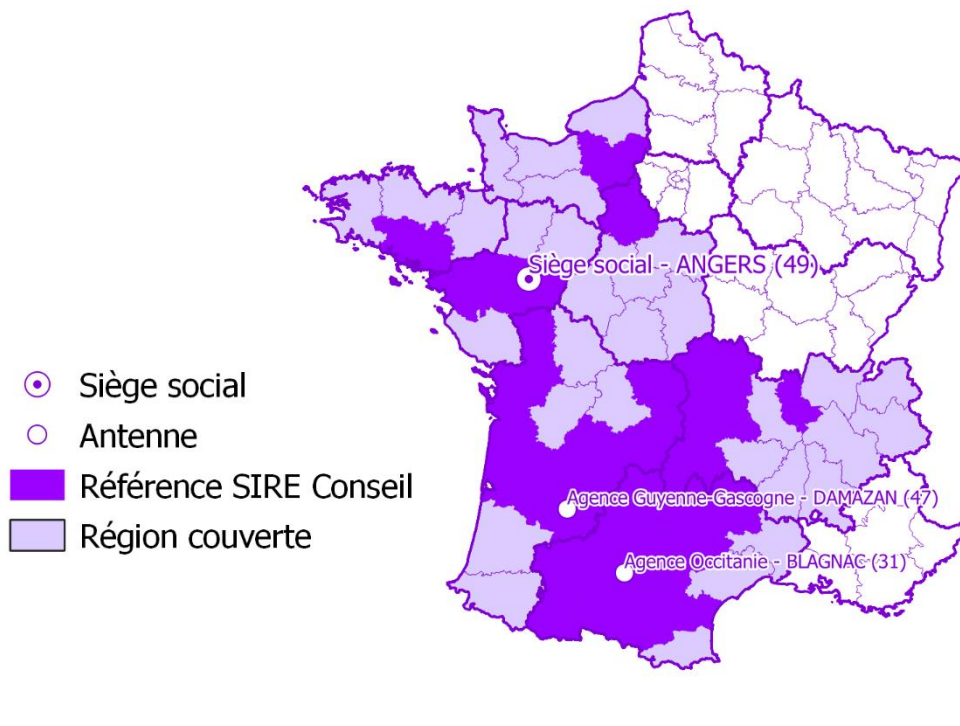 Siège social - ANGERS (49)
Siège social
Antenne
Référence SIRE Conseil
Région couverte
Agence Guyenne-Gascogne - DAMAZAN (47)
Agence Occitanie - BLAGNAC (31)